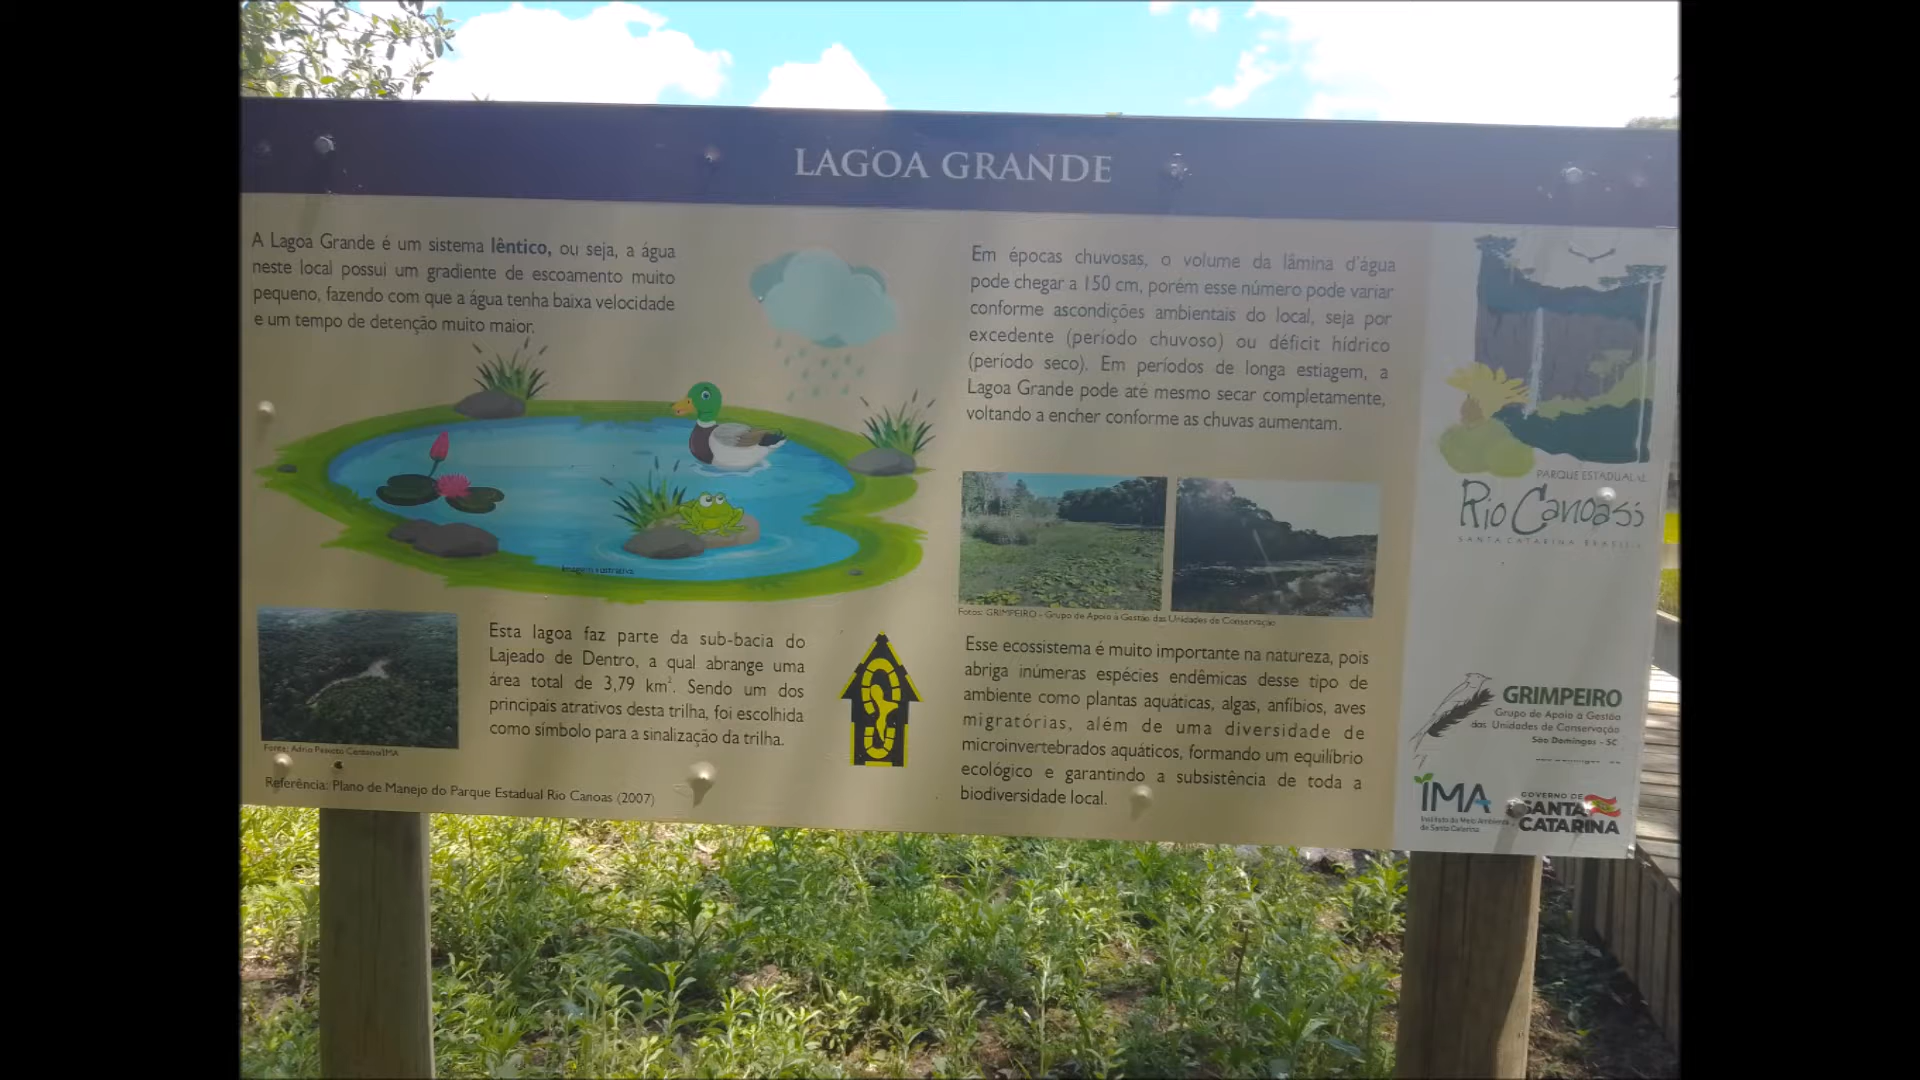 LAGOA GRANDE
A Lagoa Grande é um sistema lêntico, ou seja, a água
neste local possui um gradiente de escoamento muito
pequeno, fazendo com que a água tenha baixa velocidade
e um tempo de detenção muito maior.
Imagem ilustrativa
Esta lagoa faz parte da sub-bacia do
Lajeado de Dentro, a qual abrange uma
área total de 3,79 km². Sendo um dos
principais atrativos desta trilha, foi escolhida
como símbolo para a sinalização da trilha.
Referência: Plano de Manejo do Parque Estadual Rio Canoas (2007)
Em épocas chuvosas, o volume da lâmina d'água
pode chegar a 150 cm, porém esse número pode variar
conforme ascondições ambientais do local, seja por
excedente (período chuvoso) ou déficit hídrico
(período seco). Em períodos de longa estiagem, a
Lagoa Grande pode até mesmo secar completamente,
voltando a encher conforme as chuvas aumentam.
Fotos: GRIMPEIRO - Grupo de Apoio à Gestão das Unidades de Conservação
Esse ecossistema é muito importante na natureza, pois
abriga inúmeras espécies endêmicas desse tipo de
ambiente como plantas aquáticas, algas, anfíbios, aves
migratórias, além de uma diversidade de
microinvertebrados aquáticos, formando um equilíbrio
ecológico e garantindo a subsistência de toda a
biodiversidade local.
PARQUE ESTADUAL
Rio Canoas
SANTA CATARINA BRASIL
GRIMPEIRO
Grupo de Apoio à Gestão
das Unidades de Conservação
São Domingos - SC
IMA
Instituto do Meio Ambiente
de Santa Catarina
GOVERNO DE
SANTA
CATARINA